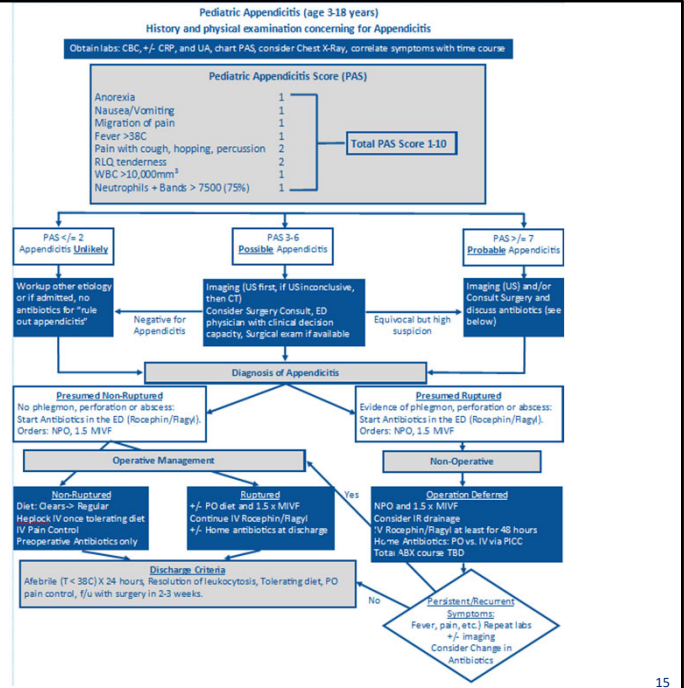 Pediatric Appendicitis (age 3-18 years)
History and physical examination concerning for Appendicitis
Obtain labs: CBC, +/- CRP, and UA, chart PAS, consider Chest X-Ray, correlate symptoms with time course
Pediatric Appendicitis Score (PAS)
Anorexia 1
Nausea/Vomiting 1
Migration of pain 1
Fever >38C 1
Pain with cough, hopping, percussion 2
RLQ tenderness 2
WBC >10,000mm³ 1
Neutrophils + Bands > 7500 (75%) 1
Total PAS Score 1-10
PAS </= 2
Appendicitis Unlikely
PAS 3-6
Possible Appendicitis
PAS >/= 7
Probable Appendicitis
Workup other etiology
or if admitted, no
antibiotics for "rule
out appendicitis"
Negative for
Appendicitis
Imaging (US first, if US inconclusive,
then CT)
Consider Surgery Consult, ED
physician with clinical decision
capacity, Surgical exam if available
Equivocal but high
suspicion
Imaging (US) and/or
Consult Surgery and
discuss antibiotics (see
below)
Diagnosis of Appendicitis
Presumed Non-Ruptured
No phlegmon, perforation or abscess:
Start Antibiotics in the ED (Rocephin/Flagyl).
Orders: NPO, 1.5 MIVF
Presumed Ruptured
Evidence of phlegmon, perforation or abscess:
Start Antibiotics in the ED (Rocephin/Flagyl).
Orders: NPO, 1.5 MIVF
Operative Management
Non-Operative
Non-Ruptured
Diet: Clears-> Regular
Heplock IV once tolerating diet
IV Pain Control
Preoperative Antibiotics only
Ruptured
+/- PO diet and 1.5 x MIVF
Continue IV Rocephin/Flagyl
+/- Home antibiotics at discharge
Yes
Operation Deferred
NPO and 1.5 x MIVF
Consider IR drainage
IV Rocephin/Flagyl at least for 48 hours
Home Antibiotics: PO vs. IV via PICC
Total ABX course TBD
Discharge Criteria
Afebrile (T < 38C) X 24 hours, Resolution of leukocytosis, Tolerating diet, PO
pain control, f/u with surgery in 2-3 weeks.
No
Persistent/Recurrent
Symptoms:
Fever, pain, etc.) Repeat labs
+/- imaging
Consider Change in
Antibiotics
15